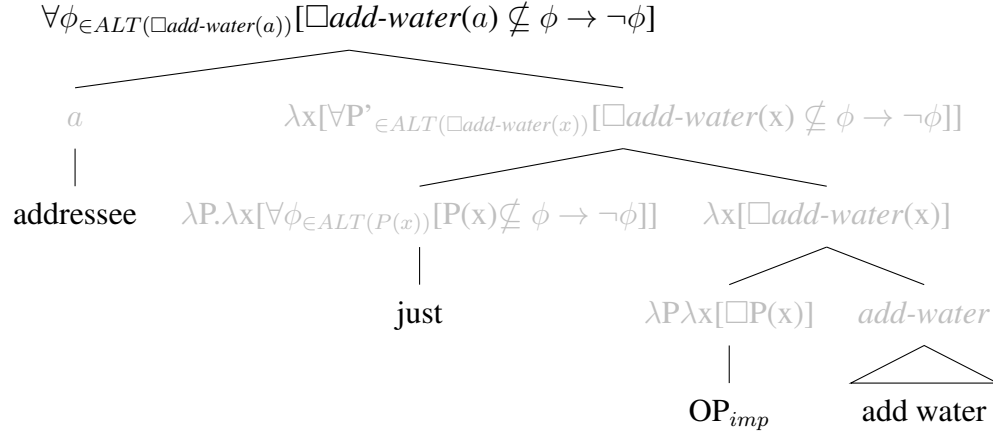 ∀ϕ∈ALT(□add-water(a))[□add-water(a) ⊈ ϕ → ¬ϕ]
a λx[∀P’∈ALT(□add-water(x))[□add-water(x) ⊈ ϕ → ¬ϕ]]
addressee λP.λx[∀ϕ∈ALT(P(x))[P(x)⊈ ϕ → ¬ϕ]] λx[□add-water(x)]
just λPλx[□P(x)] add-water
OPimp add water